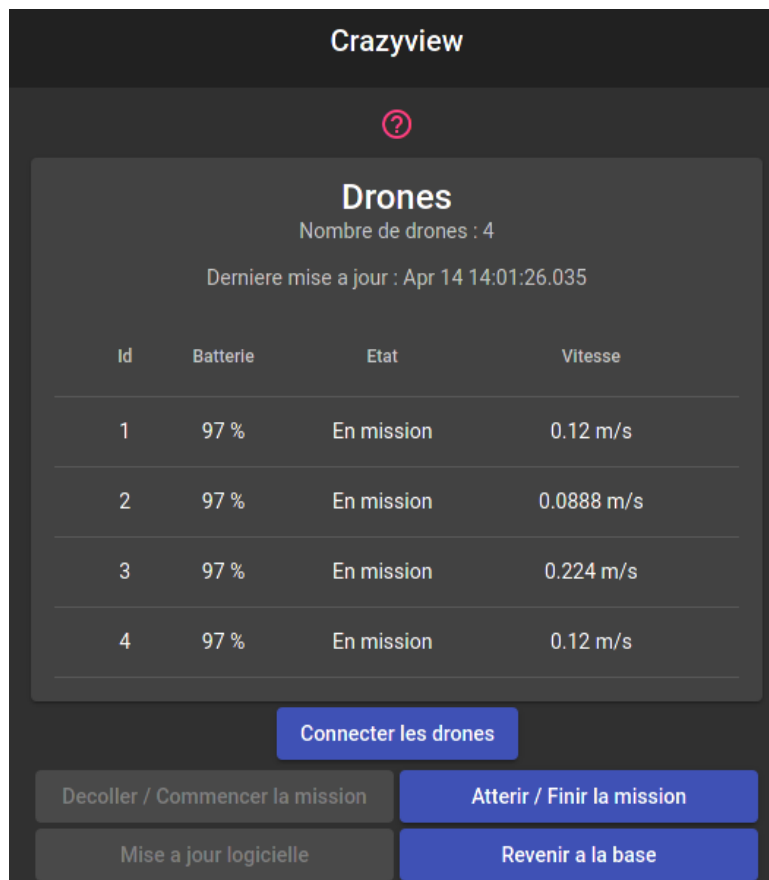 Crazyview
?
Drones
Nombre de drones : 4
Derniere mise a jour : Apr 14 14:01:26.035
Id Batterie Etat Vitesse
1 97 % En mission 0.12 m/s
2 97 % En mission 0.0888 m/s
3 97 % En mission 0.224 m/s
4 97 % En mission 0.12 m/s
Connecter les drones
Decoller / Commencer la mission Atterir / Finir la mission
Mise a jour logicielle Revenir a la base